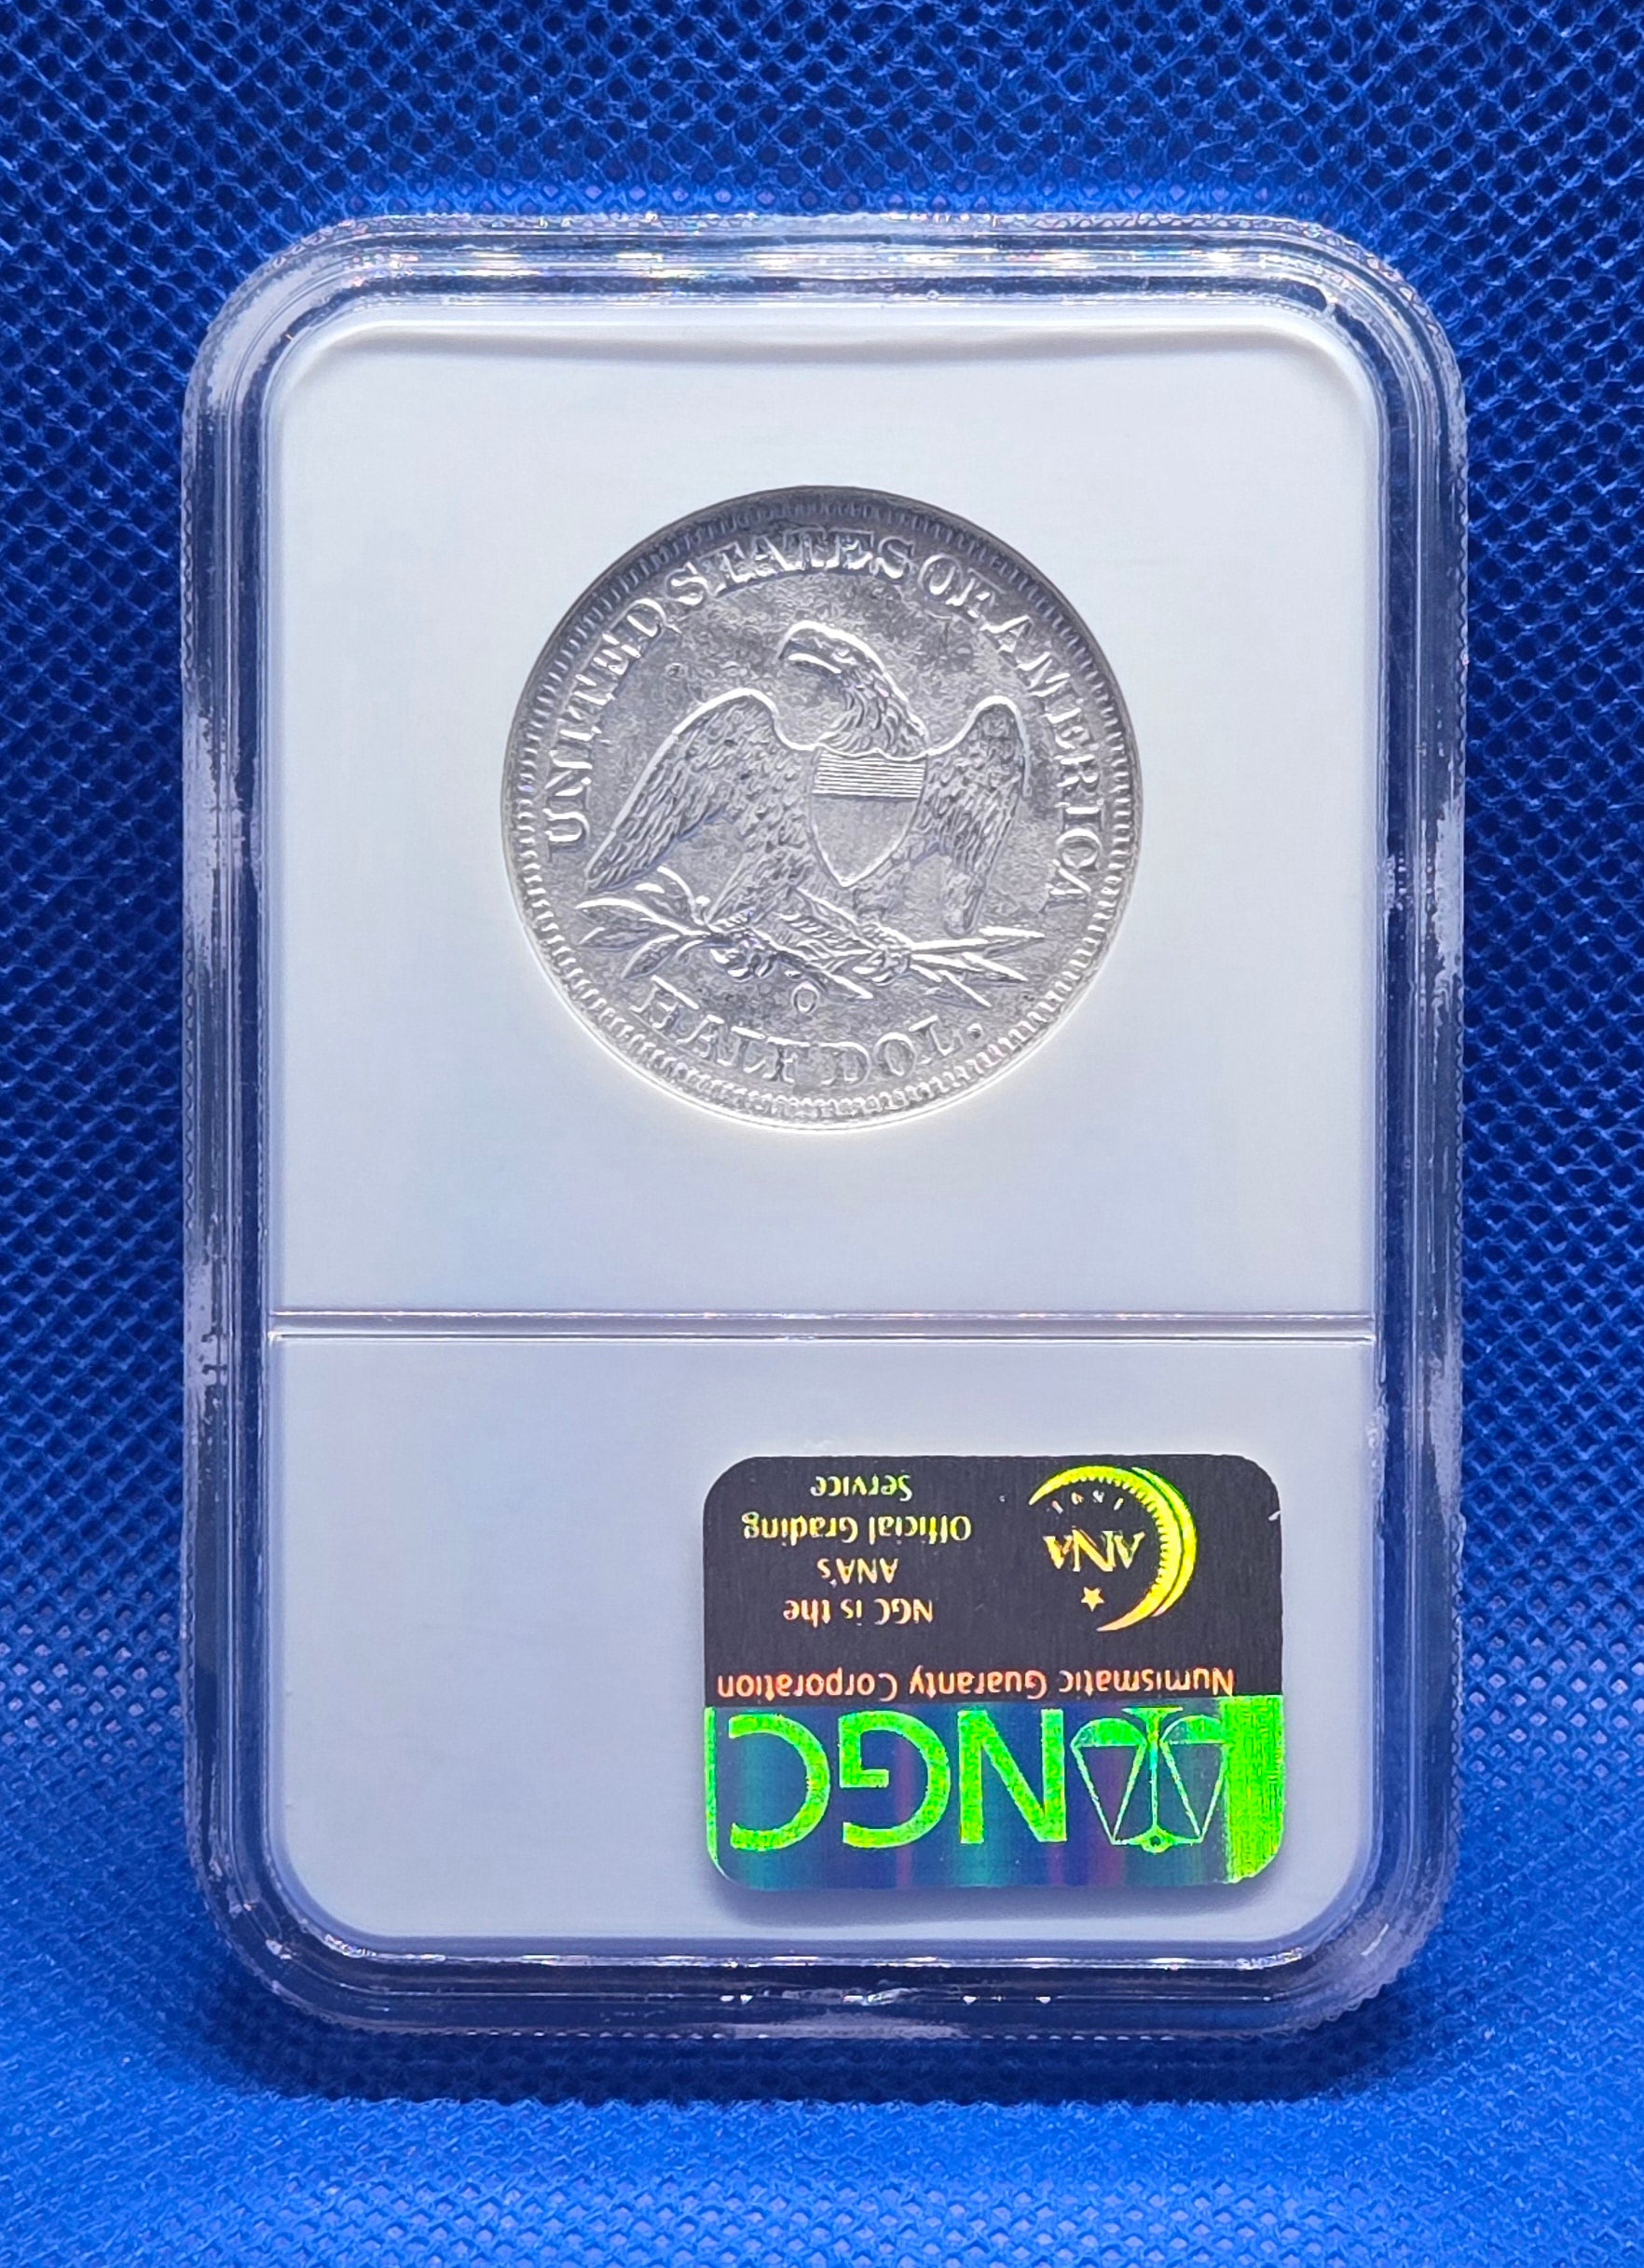 UNITED STATES OF AMERICA
O
HALF DOL.
NGC
Numismatic Guaranty Corporation
NGC is the
ANA's
Official Grading
Service
ANA
1891